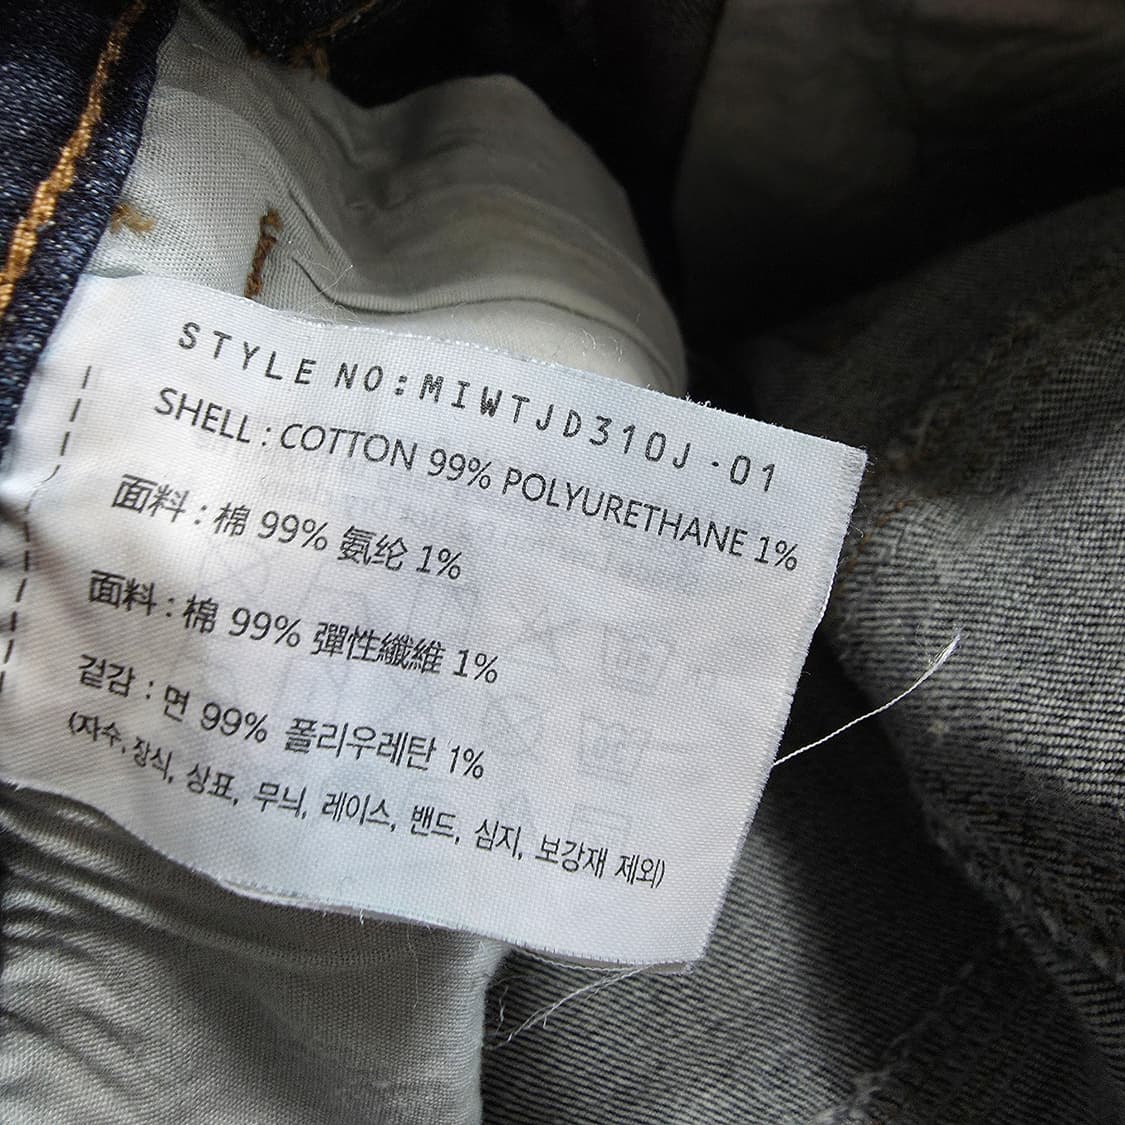 STYLE NO:MIWTJD310J-01
SHELL : COTTON 99% POLYURETHANE 1%
面料 : 棉 99% 氨纶 1%
面料 : 棉 99% 彈性纖維 1%
겉감 : 면 99% 폴리우레탄 1%
(자수, 장식, 상표, 무늬, 레이스, 밴드, 심지, 보강재 제외)